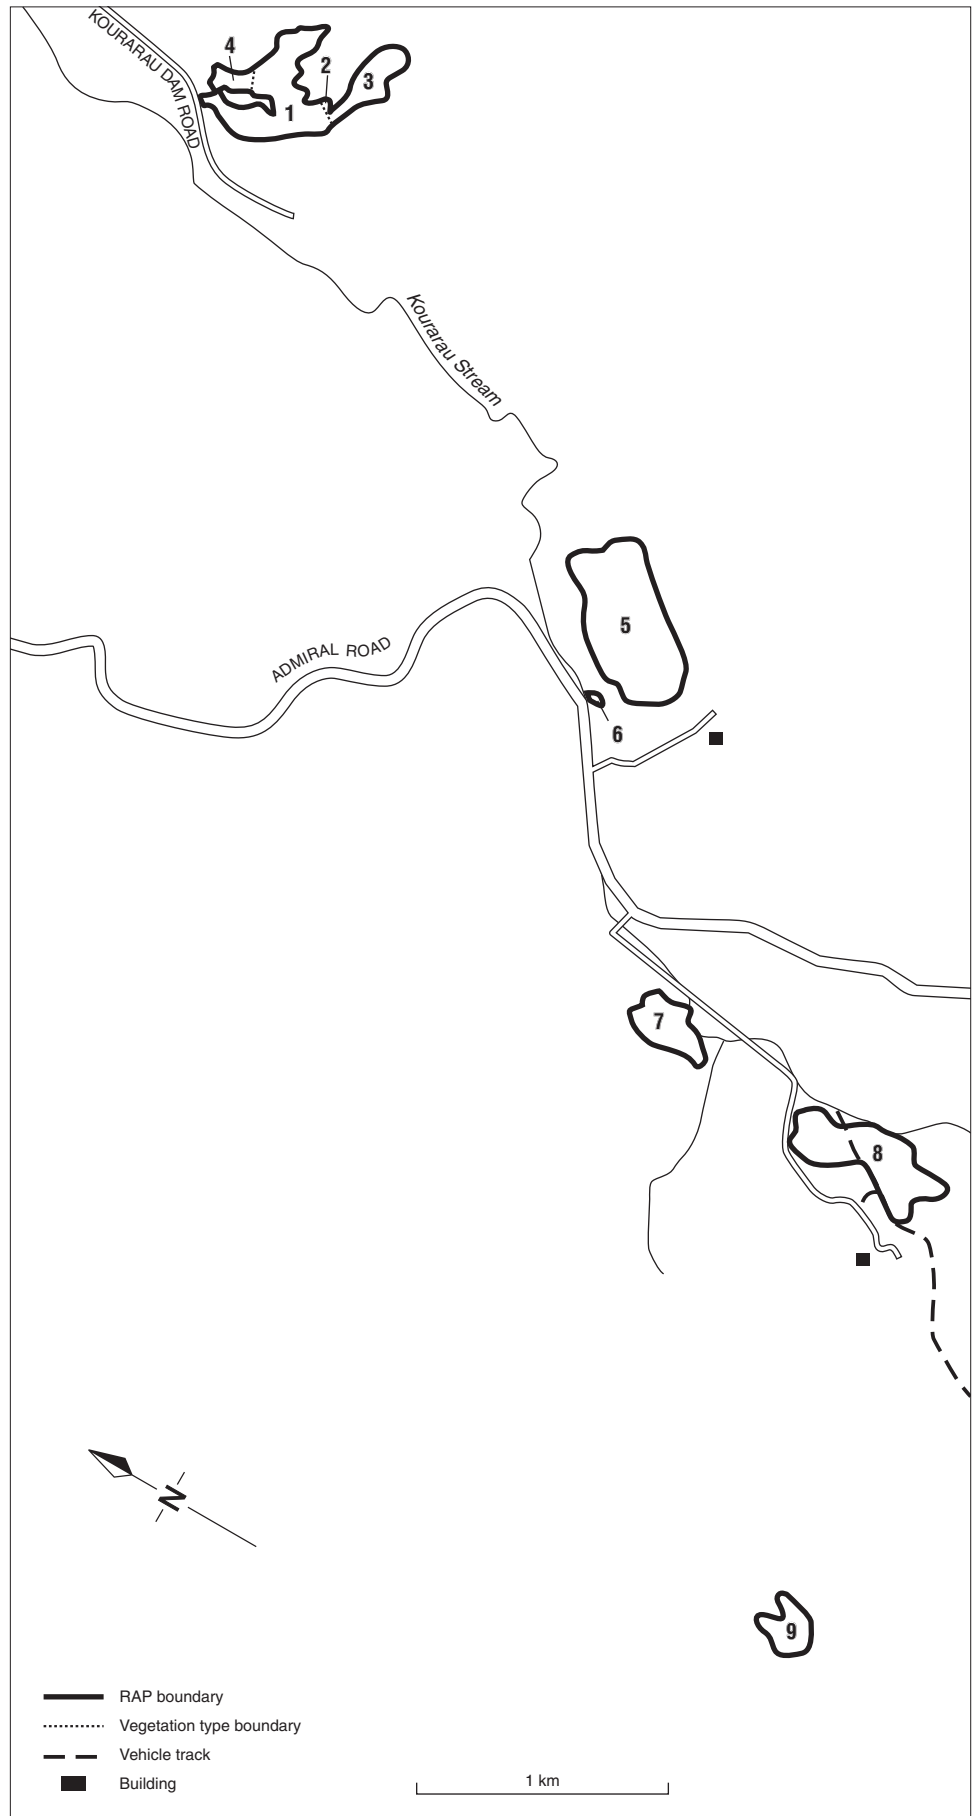 KOURARAU DAM ROAD
4
2
3
1
Kourarau Stream
5
ADMIRAL ROAD
6
7
8
N
9
RAP boundary
Vegetation type boundary
Vehicle track
Building
1 km